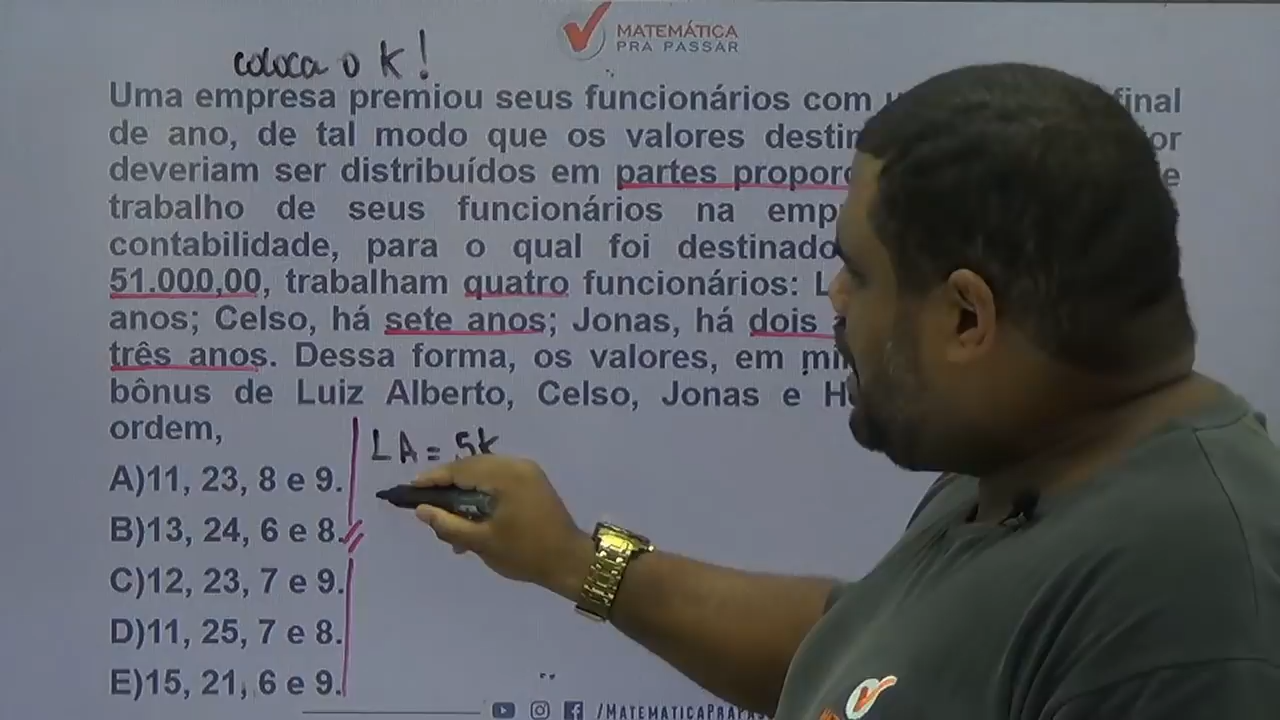 MATEMÁTICA
PRA PASSAR
coloca o K!
Uma empresa premiou seus funcionários com final
de ano, de tal modo que os valores
deveriam ser distribuídos em partes
trabalho de seus funcionários na
contabilidade, para o qual foi destinado
51.000,00, trabalham quatro funcionários:
anos; Celso, há sete anos; Jonas, há dois
três anos. Dessa forma, os valores, em
bônus de Luiz Alberto, Celso, Jonas e
ordem,
LA = 5k
A)11, 23, 8 e 9.
B)13, 24, 6 e 8.
C)12, 23, 7 e 9.
D)11, 25, 7 e 8.
E)15, 21, 6 e 9.